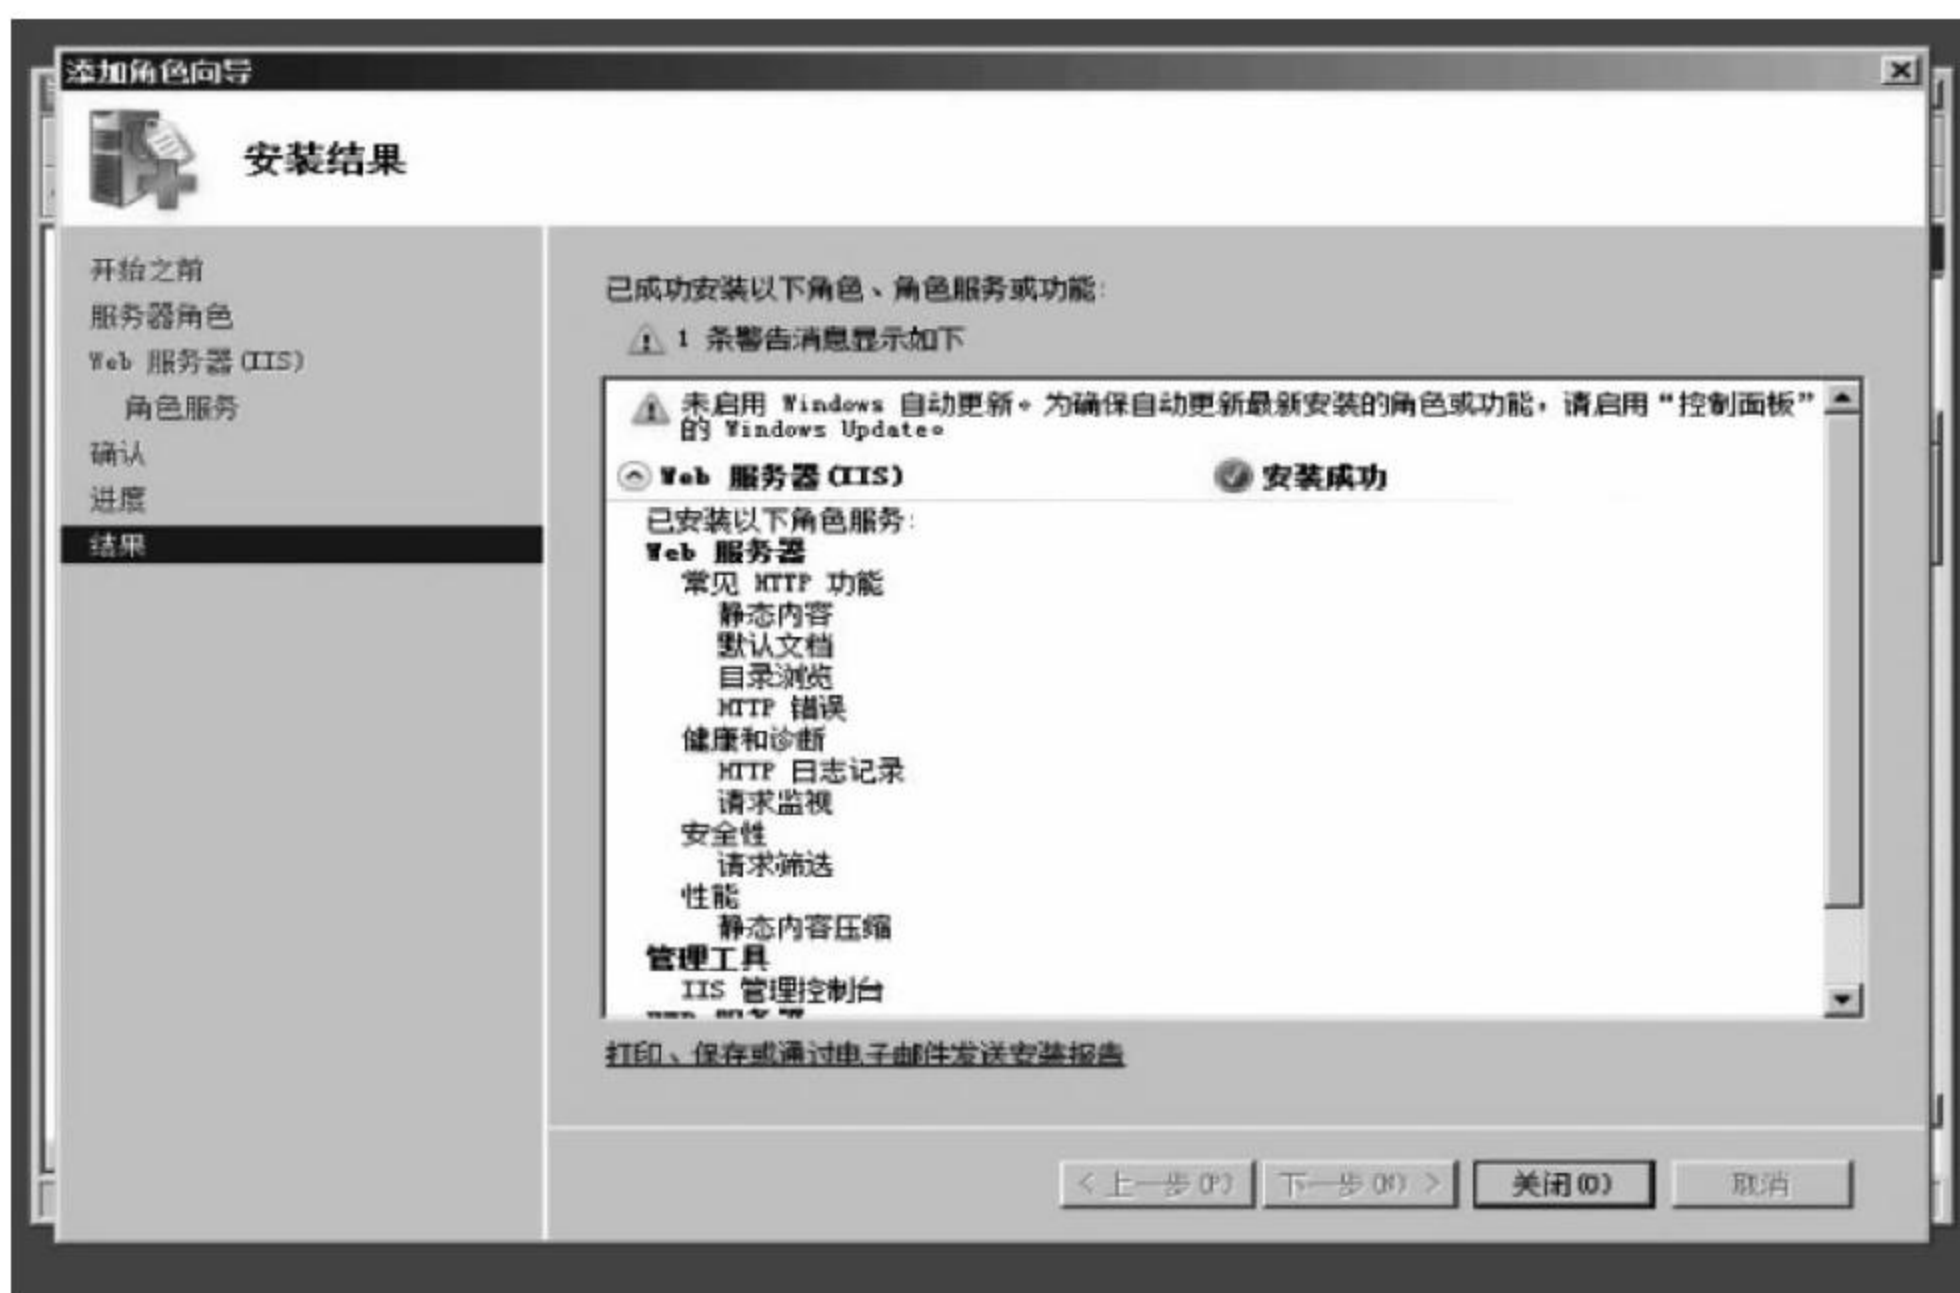 添加角色向导
安装结果
开始之前
服务器角色
Web 服务器(IIS)
角色服务
确认
进度
结果
已成功安装以下角色、角色服务或功能:
1 条警告消息显示如下
未启用 Windows 自动更新。为确保自动更新最新安装的角色或功能，请启用“控制面板”
的 Windows Update。
Web 服务器(IIS) 安装成功
已安装以下角色服务:
Web 服务器
常见 HTTP 功能
静态内容
默认文档
目录浏览
HTTP 错误
健康和诊断
HTTP 日志记录
请求监视
安全性
请求筛选
性能
静态内容压缩
管理工具
IIS 管理控制台
打印、保存或通过电子邮件发送安装报告
< 上一步(P) 下一步(N) > 关闭(O) 取消